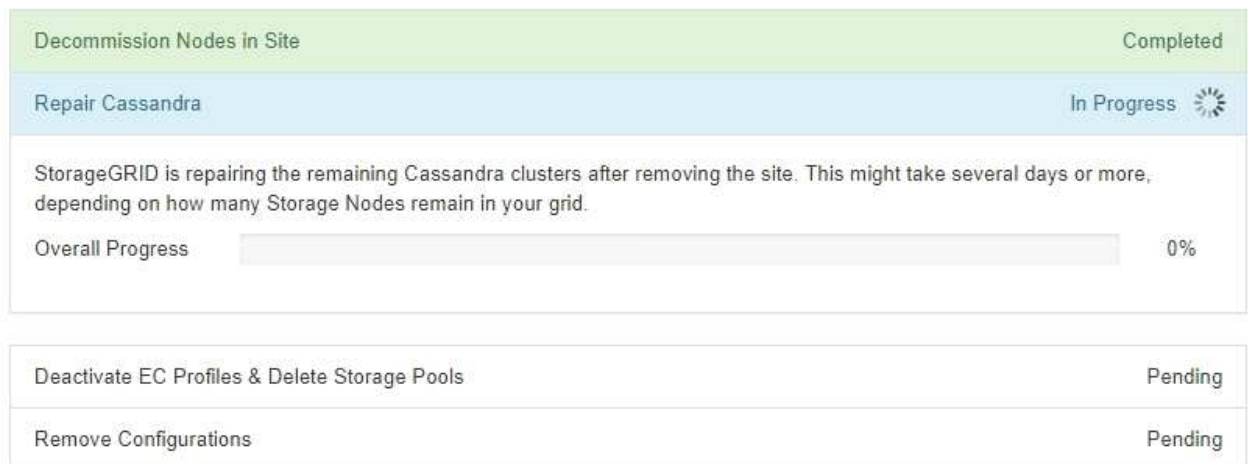 Decommission Nodes in Site Completed
Repair Cassandra In Progress
StorageGRID is repairing the remaining Cassandra clusters after removing the site. This might take several days or more,
depending on how many Storage Nodes remain in your grid.
Overall Progress 0%
Deactivate EC Profiles & Delete Storage Pools Pending
Remove Configurations Pending